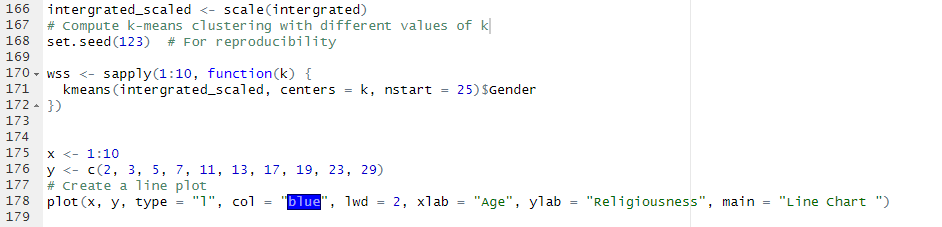 166 intergrated_scaled <- scale(intergrated)
167 # Compute k-means clustering with different values of k
168 set.seed(123)  # For reproducibility
169
170 wss <- sapply(1:10, function(k) {
171   kmeans(intergrated_scaled, centers = k, nstart = 25)$Gender
172 })
173
174
175 x <- 1:10
176 y <- c(2, 3, 5, 7, 11, 13, 17, 19, 23, 29)
177 # Create a line plot
178 plot(x, y, type = "l", col = "blue", lwd = 2, xlab = "Age", ylab = "Religiousness", main = "Line Chart ")
179